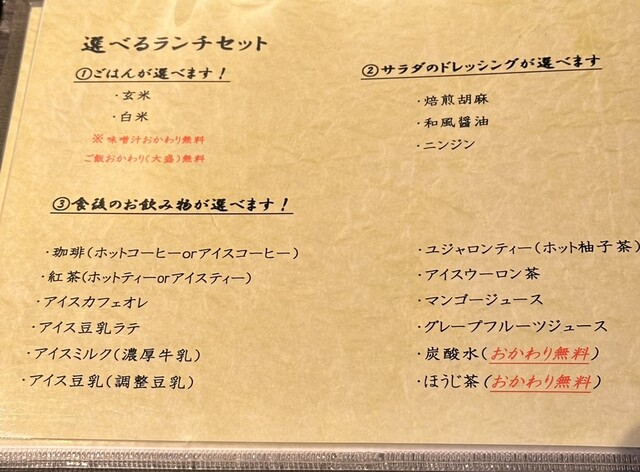 選べるランチセット
①ごはんが選べます！
・玄米
・白米
※味噌汁おかわり無料
ご飯おかわり(大盛)無料
②サラダのドレッシングが選べます
・焙煎胡麻
・和風醤油
・ニンジン
③食後のお飲み物が選べます！
・珈琲(ホットコーヒーorアイスコーヒー)
・紅茶(ホットティーorアイスティー)
・アイスカフェオレ
・アイス豆乳ラテ
・アイスミルク(濃厚牛乳)
・アイス豆乳(調整豆乳)
・ユジャロンティー(ホット柚子茶)
・アイスウーロン茶
・マンゴージュース
・グレープフルーツジュース
・炭酸水(おかわり無料)
・ほうじ茶(おかわり無料)